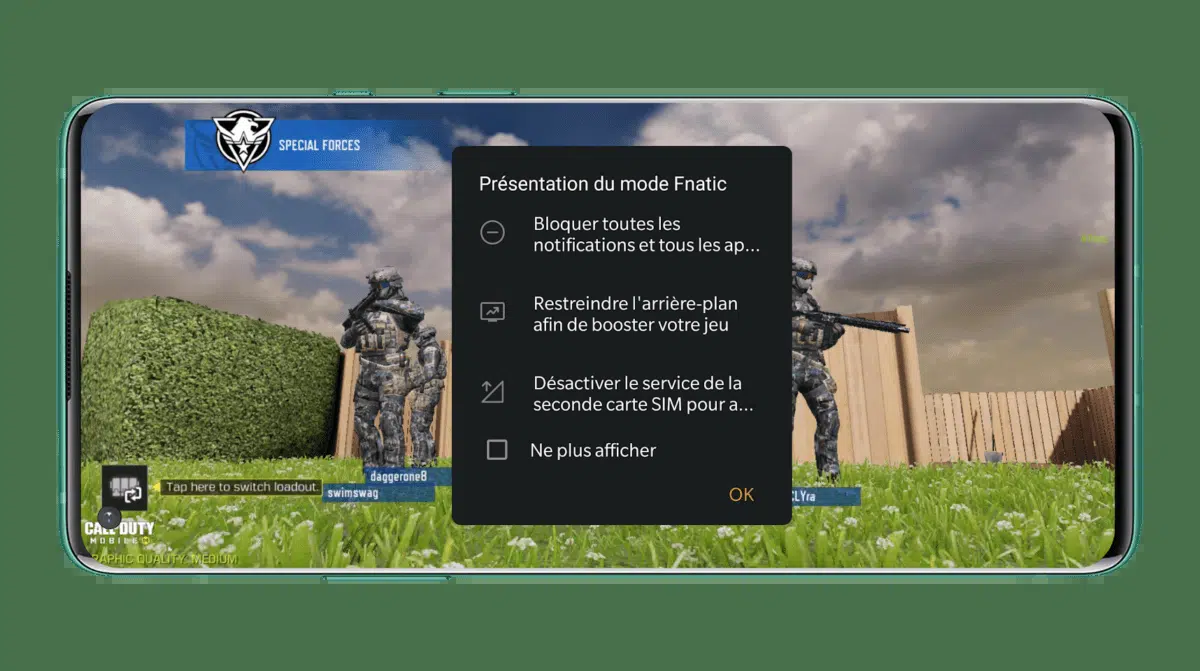 SPECIAL FORCES
Présentation du mode Fnatic
Bloquer toutes les
notifications et tous les ap...
Restreindre l'arrière-plan
afin de booster votre jeu
Désactiver le service de la
seconde carte SIM pour a...
Ne plus afficher
OK
daggerone8
swimswag
CLYra
Tap here to switch loadout.
CALL OF DUTY
MOBILE
RAPHIC QUALITY: MEDIUM